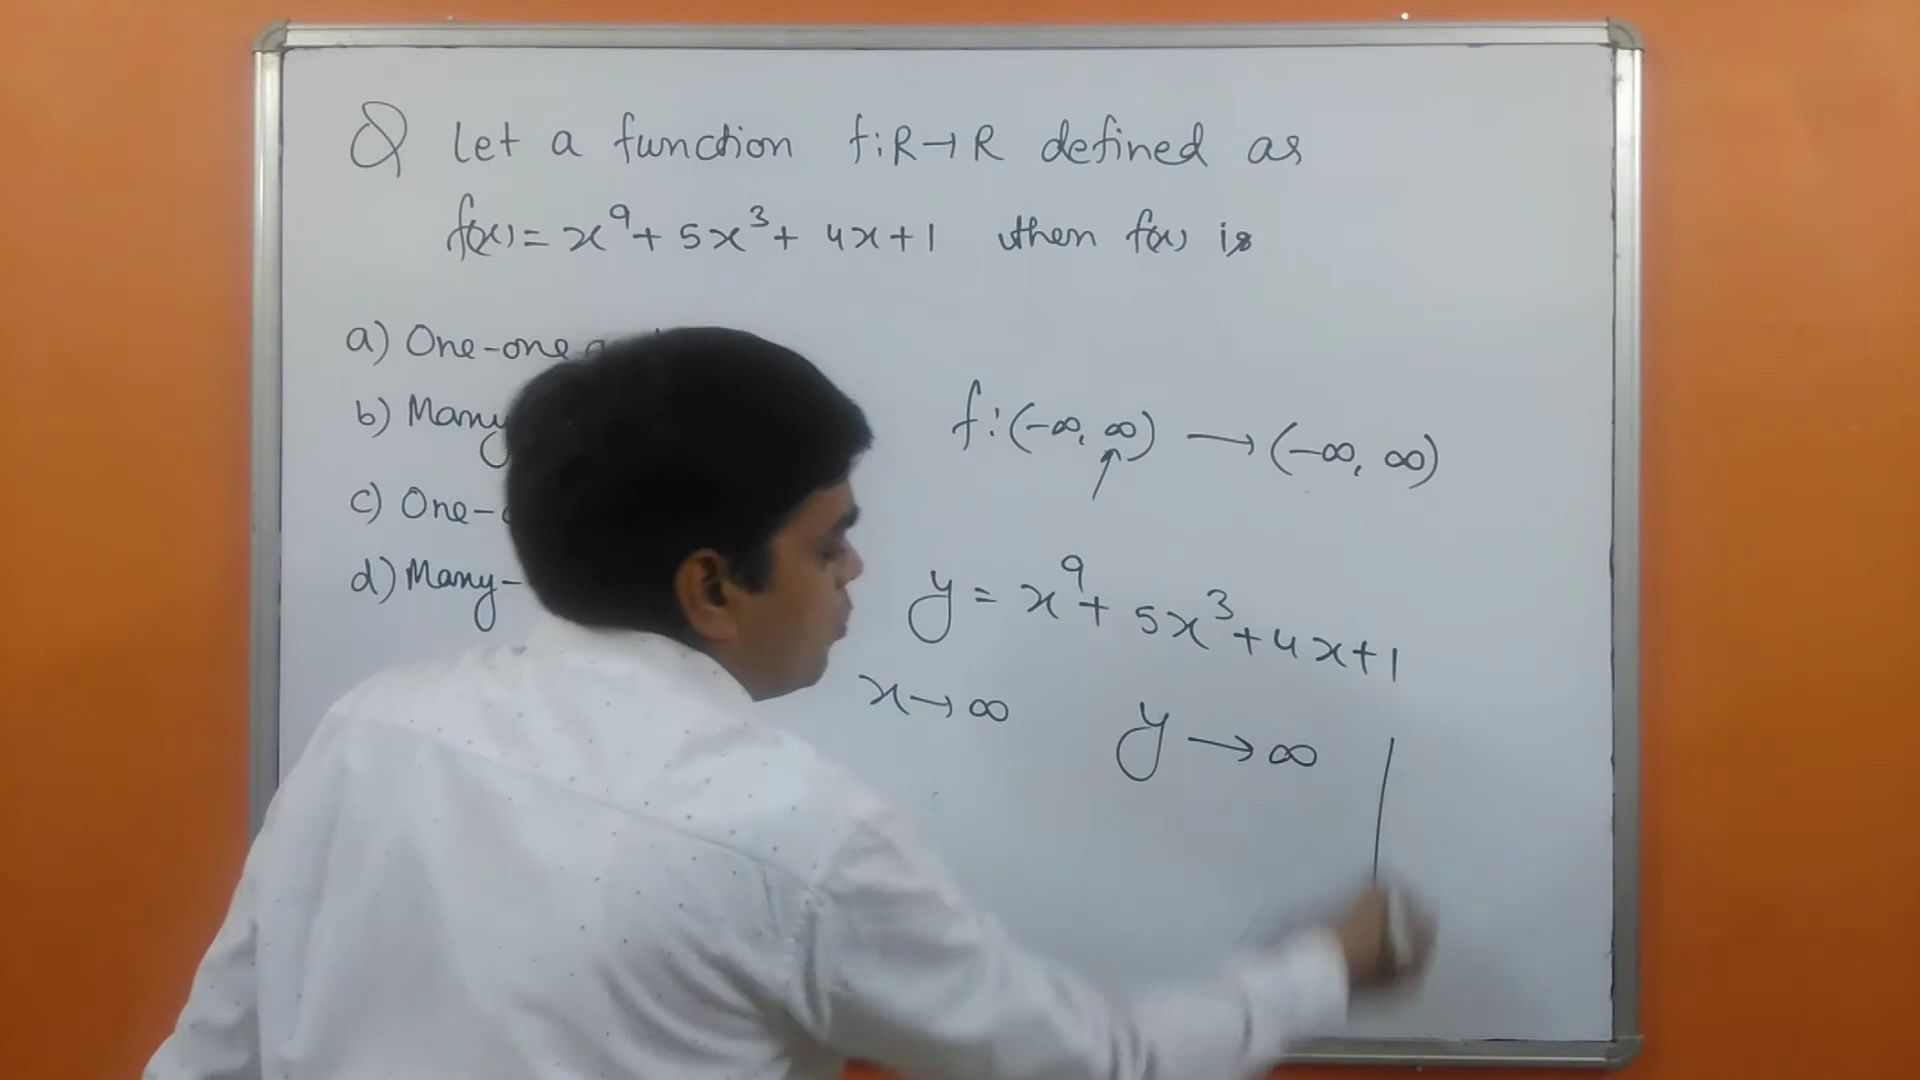 Q Let a function f:R→R defined as
f(x) = x⁹ + 5x³ + 4x + 1 then f(x) is
a) One-one
b) Many
c) One-
d) Many-
f: (-∞, ∞) → (-∞, ∞)
y = x⁹ + 5x³ + 4x + 1
x → ∞ y → ∞